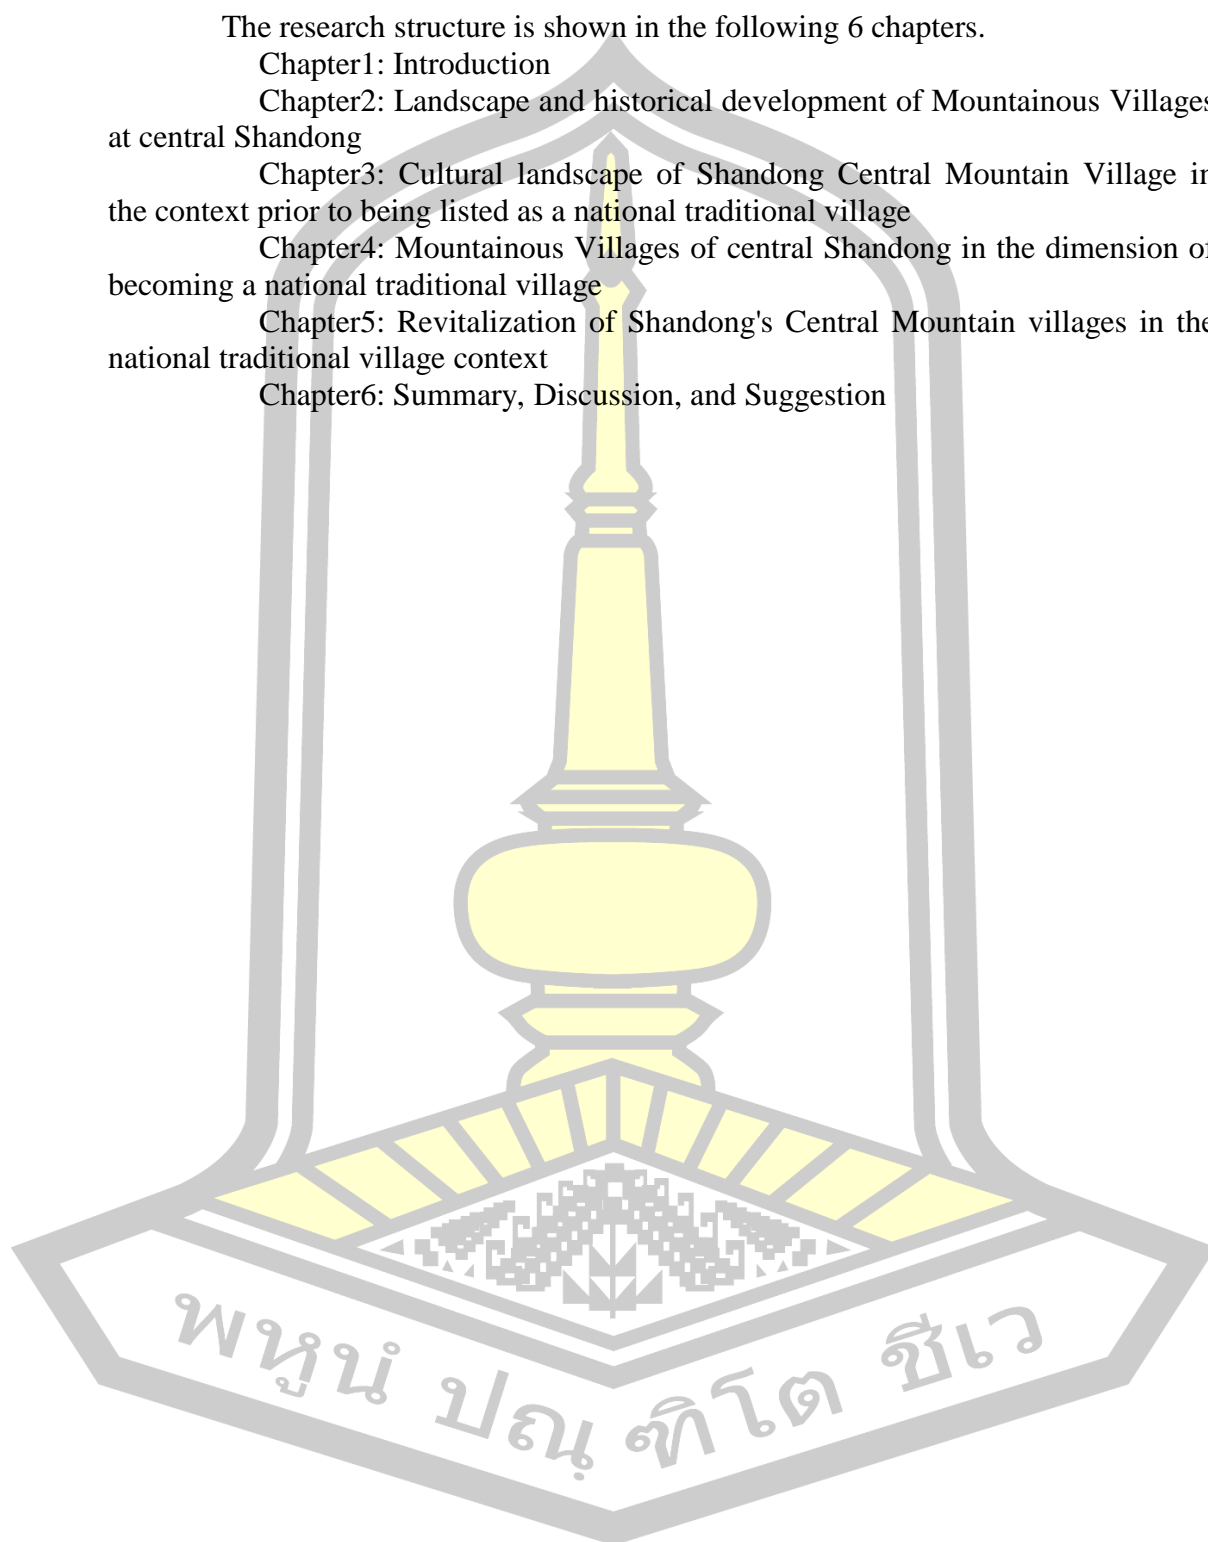 The research structure is shown in the following 6 chapters.
Chapter1: Introduction
Chapter2: Landscape and historical development of Mountainous Villages
at central Shandong
Chapter3: Cultural landscape of Shandong Central Mountain Village in
the context prior to being listed as a national traditional village
Chapter4: Mountainous Villages of central Shandong in the dimension of
becoming a national traditional village
Chapter5: Revitalization of Shandong's Central Mountain villages in the
national traditional village context
Chapter6: Summary, Discussion, and Suggestion
พหูนํ ปณฺฑิโต ชีเว